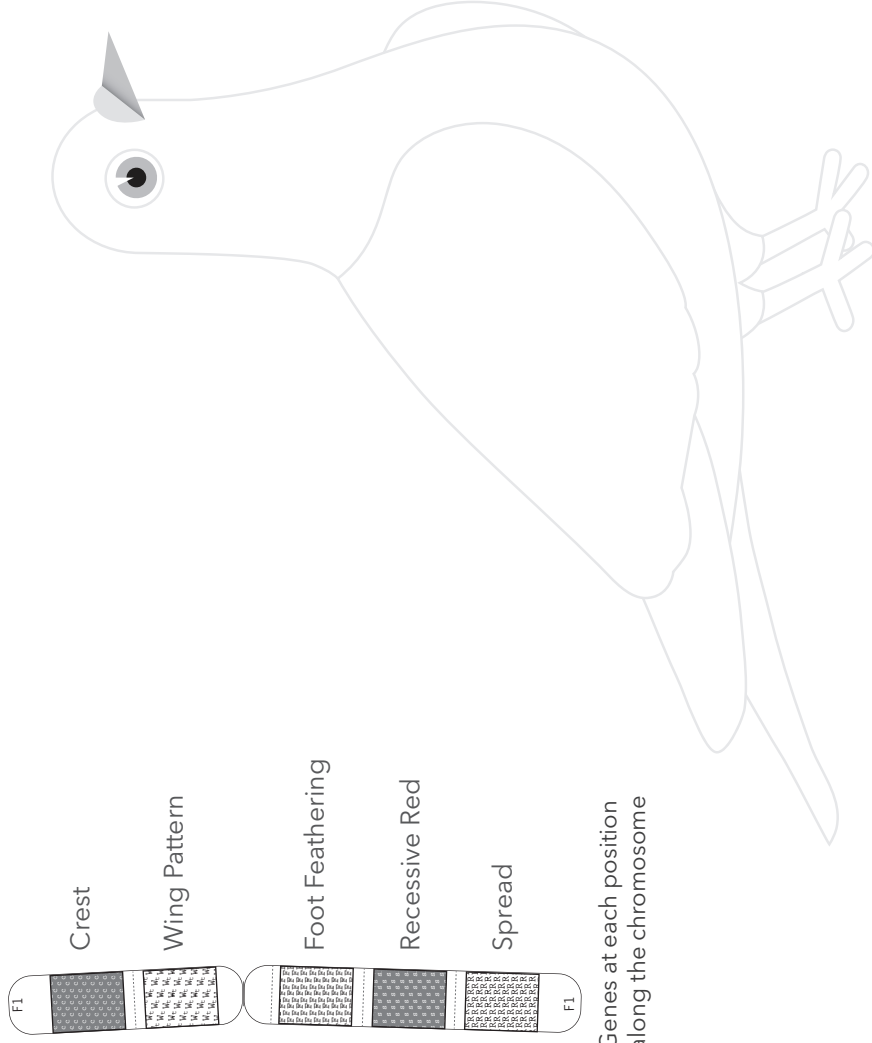 F1
Crest
Wing Pattern
Foot Feathering
Recessive Red
Spread
F1
Genes at each position
along the chromosome